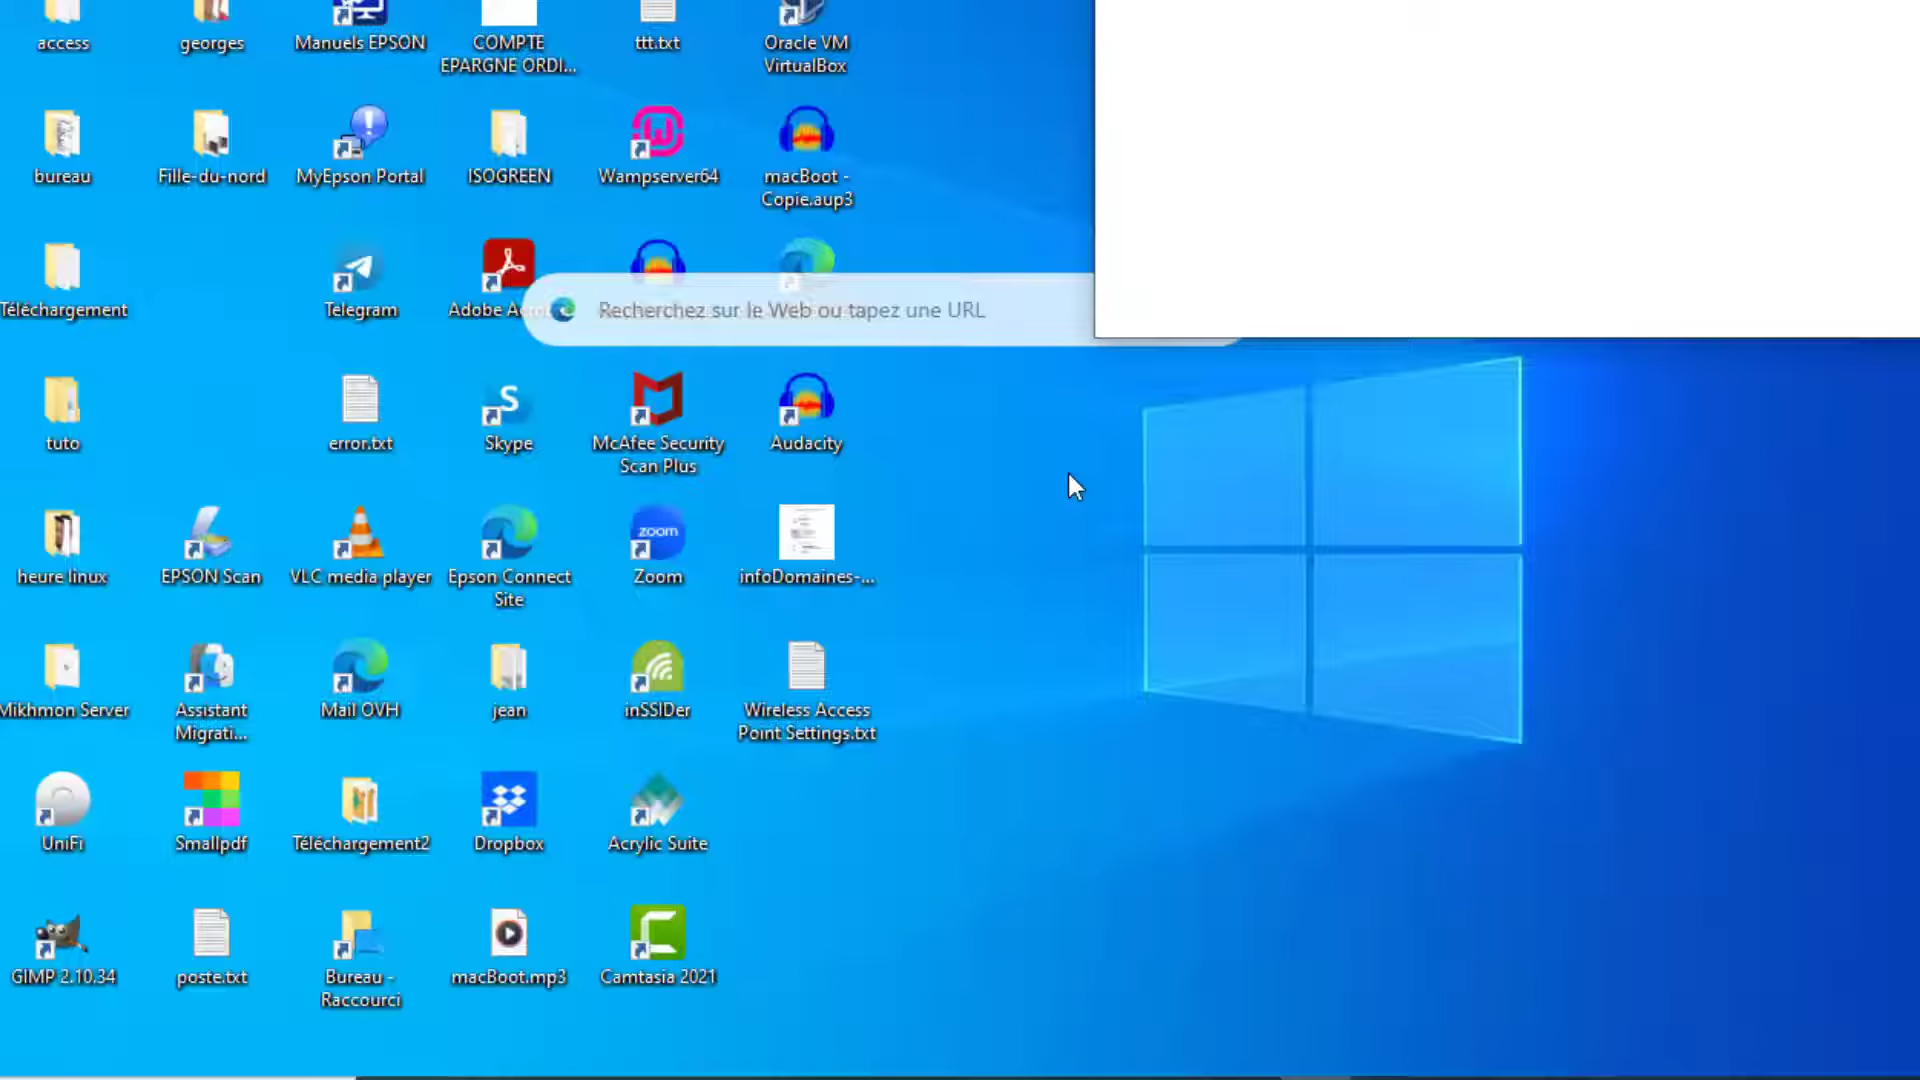 access
georges
Manuels EPSON
COMPTE
EPARGNE ORDI...
ttt.txt
Oracle VM
VirtualBox
bureau
Fille-du-nord
MyEpson Portal
ISOGREEN
Wampserver64
macBoot -
Copie.aup3
Téléchargement
Telegram
Adobe
Recherchez sur le Web ou tapez une URL
tuto
error.txt
Skype
McAfee Security
Scan Plus
Audacity
heure linux
EPSON Scan
VLC media player
Epson Connect
Site
zoom
Zoom
infoDomaines-...
Mikhmon Server
Assistant
Migrati...
Mail OVH
jean
inSSIDer
Wireless Access
Point Settings.txt
UniFi
Smallpdf
Téléchargement2
Dropbox
Acrylic Suite
GIMP 2.10.34
poste.txt
Bureau -
Raccourci
macBoot.mp3
Camtasia 2021